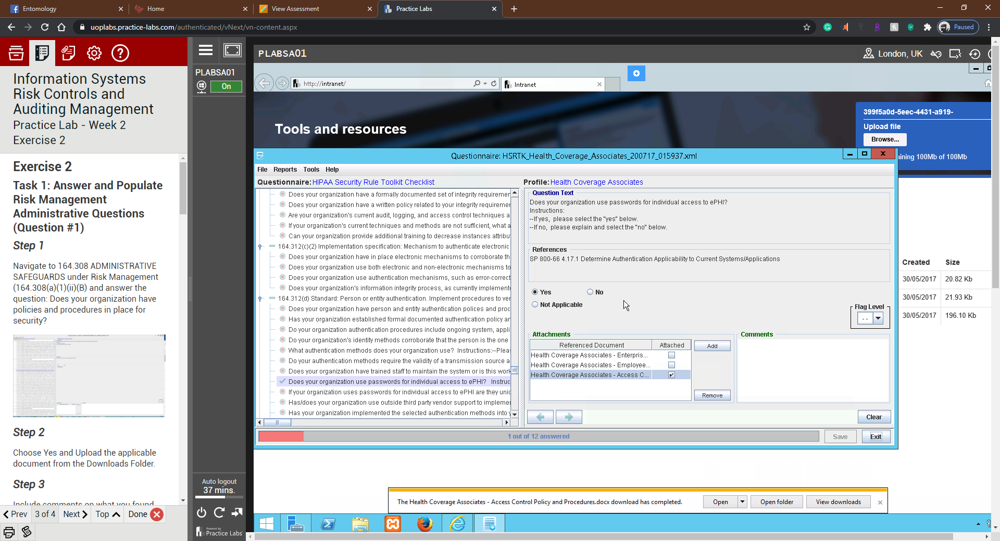 Entomology
Home
View Assessment
Practice Labs
uoplabs.practice-labs.com/authenticated/vNext/vn-content.aspx
Paused
Information Systems
Risk Controls and
Auditing Management
Practice Lab - Week 2
Exercise 2
Exercise 2
Task 1: Answer and Populate
Risk Management
Administrative Questions
(Question #1)
Step 1
Navigate to 164.308 ADMINISTRATIVE
SAFEGUARDS under Risk Management
(164.308(a)(1)(ii)(B) and answer the
question: Does your organization have
policies and procedures in place for
security?
Step 2
Choose Yes and Upload the applicable
document from the Downloads Folder.
Step 3
Include comments on what you found
Prev
3 of 4
Next
Top
Done
PLABSA01
On
Auto logout
37 mins.
Powered by
Practice Labs
PLABSA01
London, UK
http://intranet/
Intranet
Tools and resources
399f5a0d-5eec-4431-a919-
Upload file
Browse...
aining 100Mb of 100Mb
Questionnaire: HSRTK_Health_Coverage_Associates_200717_015937.xml
File Reports Tools Help
Questionnaire: HIPAA Security Rule Toolkit Checklist
Profile: Health Coverage Associates
Does your organization have a formally documented set of integrity requiremen
Does your organization have a written policy related to your integrity requiremen
Are your organization's current audit, logging, and access control techniques a
If your organization's current techniques and methods are not sufficient, what a
Can your organization provide additional training to decrease instances attribu
164.312(c)(2) Implementation specification: Mechanism to authenticate electronic
Does your organization have in place electronic mechanisms to corroborate th
Does your organization use both electronic and non-electronic mechanisms to
Does your organization use authentication mechanisms, such as error-correct
Does your organization's information integrity process, as currently implemente
164.312(d) Standard: Person or entity authentication. Implement procedures to ver
Does your organization have person and entity authentication polices and proc
Has your organization established formal documented authentication policy an
Do your organization authentication procedures include ongoing system, appli
Do your organization's identity methods corroborate that the person is the one
What authentication methods does your organization use? Instructions:--Pleas
Do your authentication methods require the validity of a transmission source a
Does your organization have trained staff to maintain the system or is this work
Does your organization use passwords for individual access to ePHI? Instruc
If your organization uses passwords for individual access to ePHI are they uniq
Has/does your organization use outside third party vendor support to implemen
Has your organization implemented the selected authentication methods into y
Question Text
Does your organization use passwords for individual access to ePHI?
Instructions:
--If yes, please select the "yes" below.
--If no, please explain and select the "no" below.
References
SP 800-66 4.17.1 Determine Authentication Applicability to Current Systems/Applications
Yes
No
Not Applicable
Flag Level
--
Attachments
Referenced Document
Attached
Health Coverage Associates - Enterpris...
Health Coverage Associates - Employee...
Health Coverage Associates - Access C...
Add
Remove
Comments
Clear
1 out of 12 answered
Save
Exit
Created
Size
30/05/2017
20.82 Kb
30/05/2017
21.93 Kb
30/05/2017
196.10 Kb
The Health Coverage Associates - Access Control Policy and Procedures.docx download has completed.
Open
Open folder
View downloads